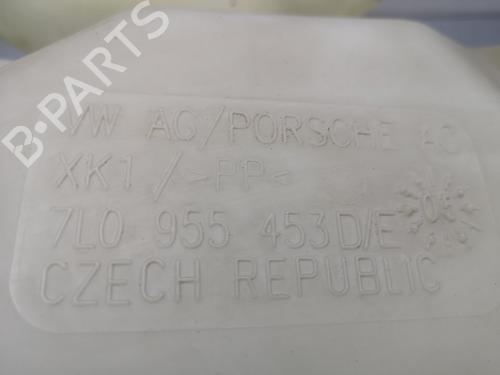 VW AG/PORSCHE AG
XK1 / >PP<
7L0 955 453D/E
CZECH REPUBLIC
B-PARTS